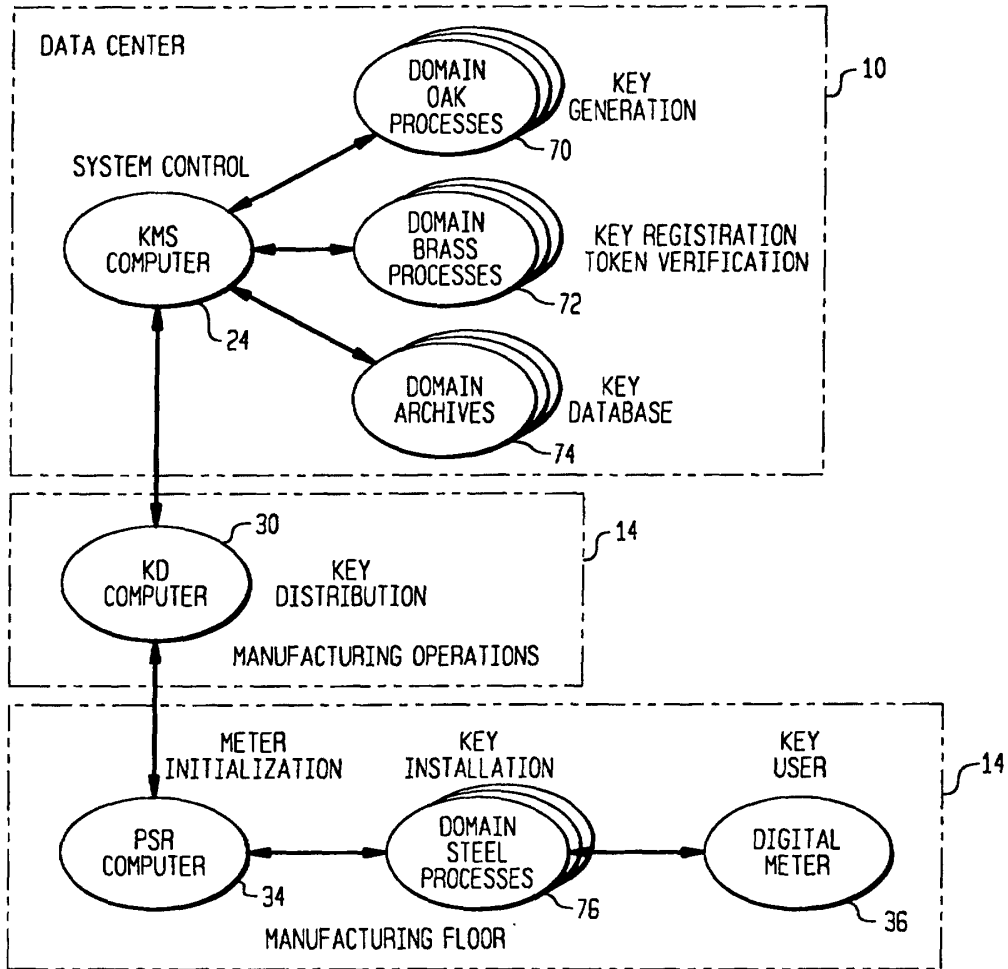 DATA CENTER
DOMAIN
OAK
PROCESSES
70
KEY
GENERATION
10
SYSTEM CONTROL
KMS
COMPUTER
24
DOMAIN
BRASS
PROCESSES
72
KEY REGISTRATION
TOKEN VERIFICATION
DOMAIN
ARCHIVES
74
KEY
DATABASE
30
KD
COMPUTER
KEY
DISTRIBUTION
14
MANUFACTURING OPERATIONS
METER
INITIALIZATION
KEY
INSTALLATION
KEY
USER
14
PSR
COMPUTER
34
DOMAIN
STEEL
PROCESSES
76
DIGITAL
METER
36
MANUFACTURING FLOOR